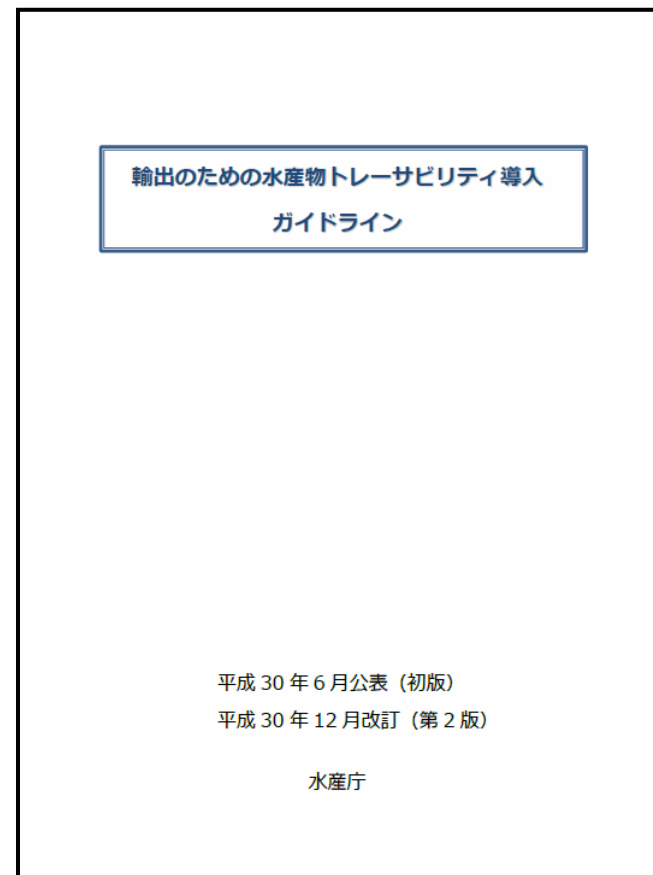 輸出のための水産物トレーサビリティ導入
ガイドライン
平成 30 年 6 月公表（初版）
平成 30 年 12 月改訂（第 2 版）
水産庁